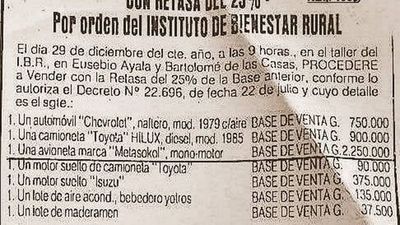 CON RETASA DEL 25%
Por orden del INSTITUTO DE BIENESTAR RURAL
El día 29 de diciembre del cte. año, a las 9 horas., en el taller del
I.B.R., en Eusebio Ayala y Bartolomé de las Casas, PROCEDERE
a Vender con la Retasa del 25% de la Base anterior, conforme lo
autoriza el Decreto Nº 22.696, de fecha 22 de julio y cuyo detalle
es el sgte.:
1. Un automóvil "Chevrolet", naftero, mod. 1979 c/aire BASE DE VENTA G. 750.000
1. Una camioneta "Toyota" HILUX, diesel, mod. 1985 BASE DE VENTA G. 900.000
1. Una avioneta marca "Metasokol", mono-motor BASE DE VENTA G. 2.250.000
1. Un motor suelto de camioneta "Toyota" BASE DE VENTA G. 90.000
1. Un motor suelto "Isuzu" BASE DE VENTA G. 375.000
1. Un lote de aire acond., bebedero yotros BASE DE VENTA G. 135.000
1. Un lote de maderamen BASE DE VENTA G. 37.500